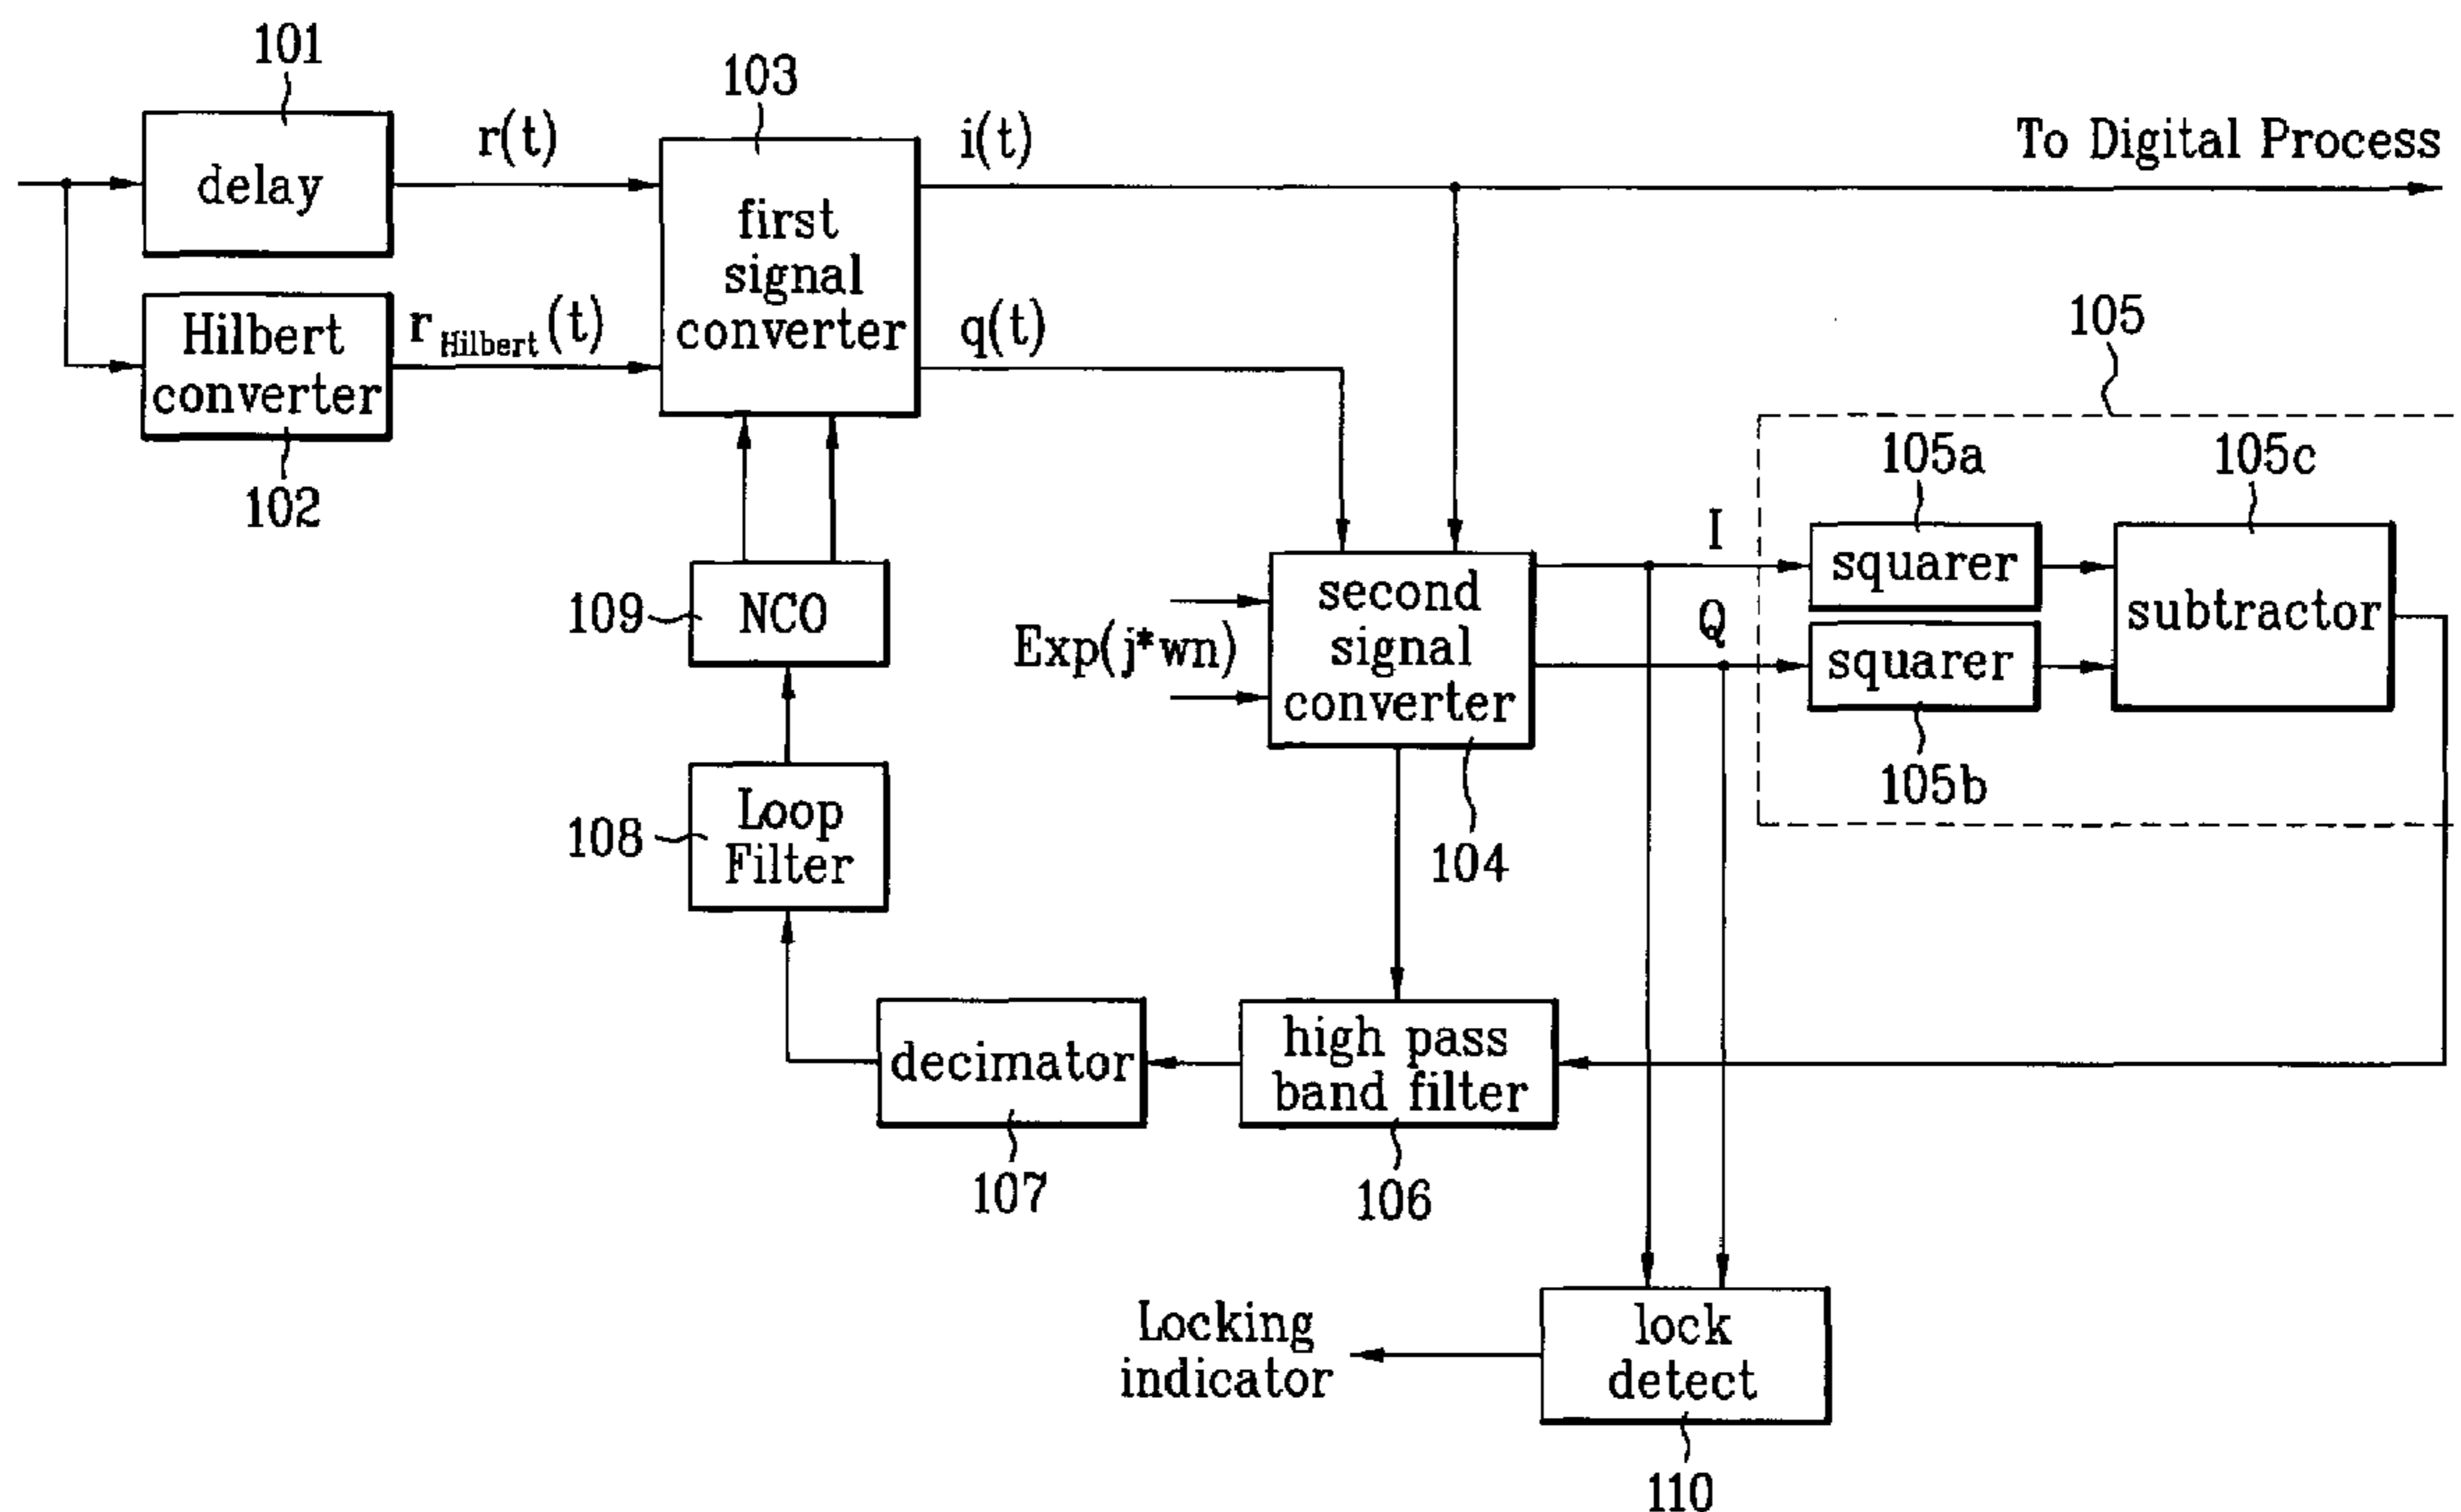 101
delay
r(t)
103
first
signal
converter
i(t)
To Digital Process
Hilbert
converter
102
r Hilbert (t)
q(t)
105
105a
105c
I
squarer
subtractor
Q
squarer
105b
109
NCO
Exp(j*wn)
second
signal
converter
104
108
Loop
Filter
decimator
107
high pass
band filter
106
Locking
indicator
lock
detect
110